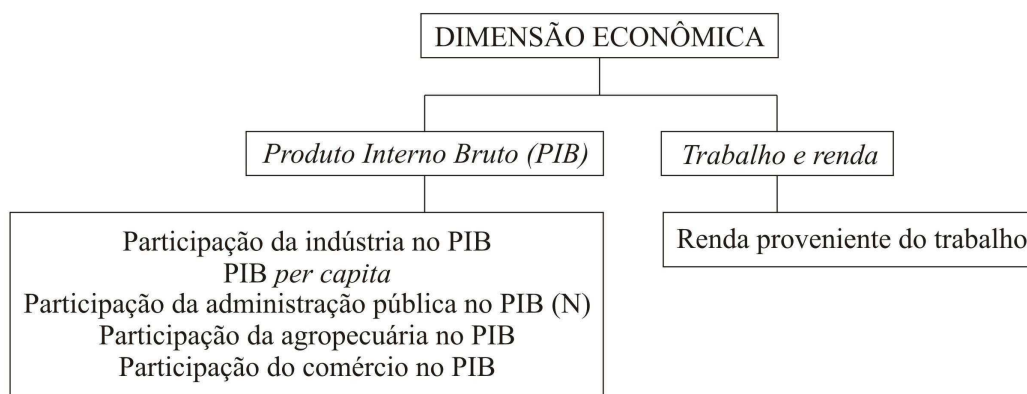 DIMENSÃO ECONÔMICA
Produto Interno Bruto (PIB)
Trabalho e renda
Participação da indústria no PIB
PIB per capita
Participação da administração pública no PIB (N)
Participação da agropecuária no PIB
Participação do comércio no PIB
Renda proveniente do trabalho